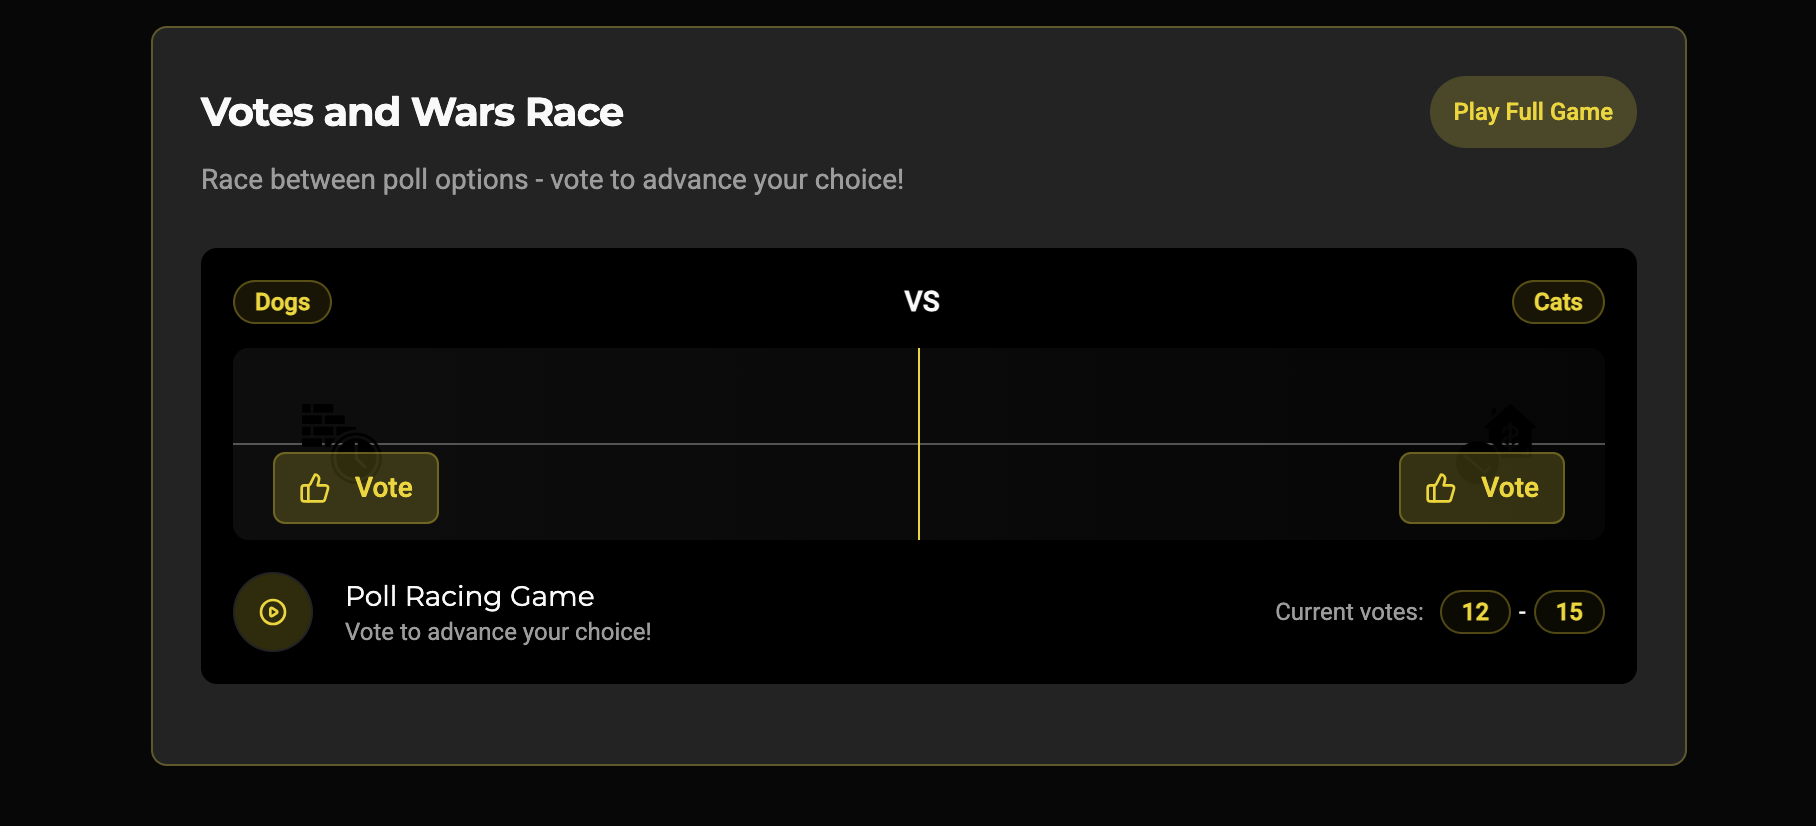 Votes and Wars Race
Play Full Game
Race between poll options - vote to advance your choice!
Dogs
VS
Cats
Vote
Vote
Poll Racing Game
Vote to advance your choice!
Current votes: 12 - 15